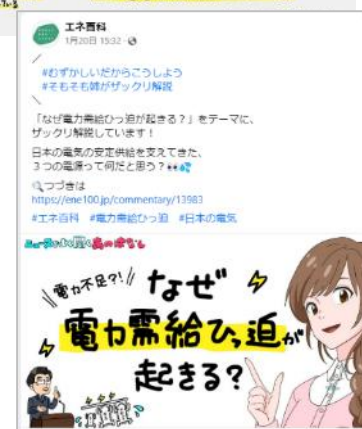 エネ百科
1月20日 15:32
／
#むずかしいだからこうしよう
#そもそも姉がザックリ解説
＼
「なぜ電力需給ひっ迫が起きる？」をテーマに、
ザックリ解説しています！
日本の電気の安定供給を支えてきた、
３つの電源って何だと思う？👀💦
🔍つづきは
https://ene100.jp/commentary/13983
#エネ百科 #電力需給ひっ迫 #日本の電気
電力不足?!
なぜ
電力需給ひっ迫が
起きる？